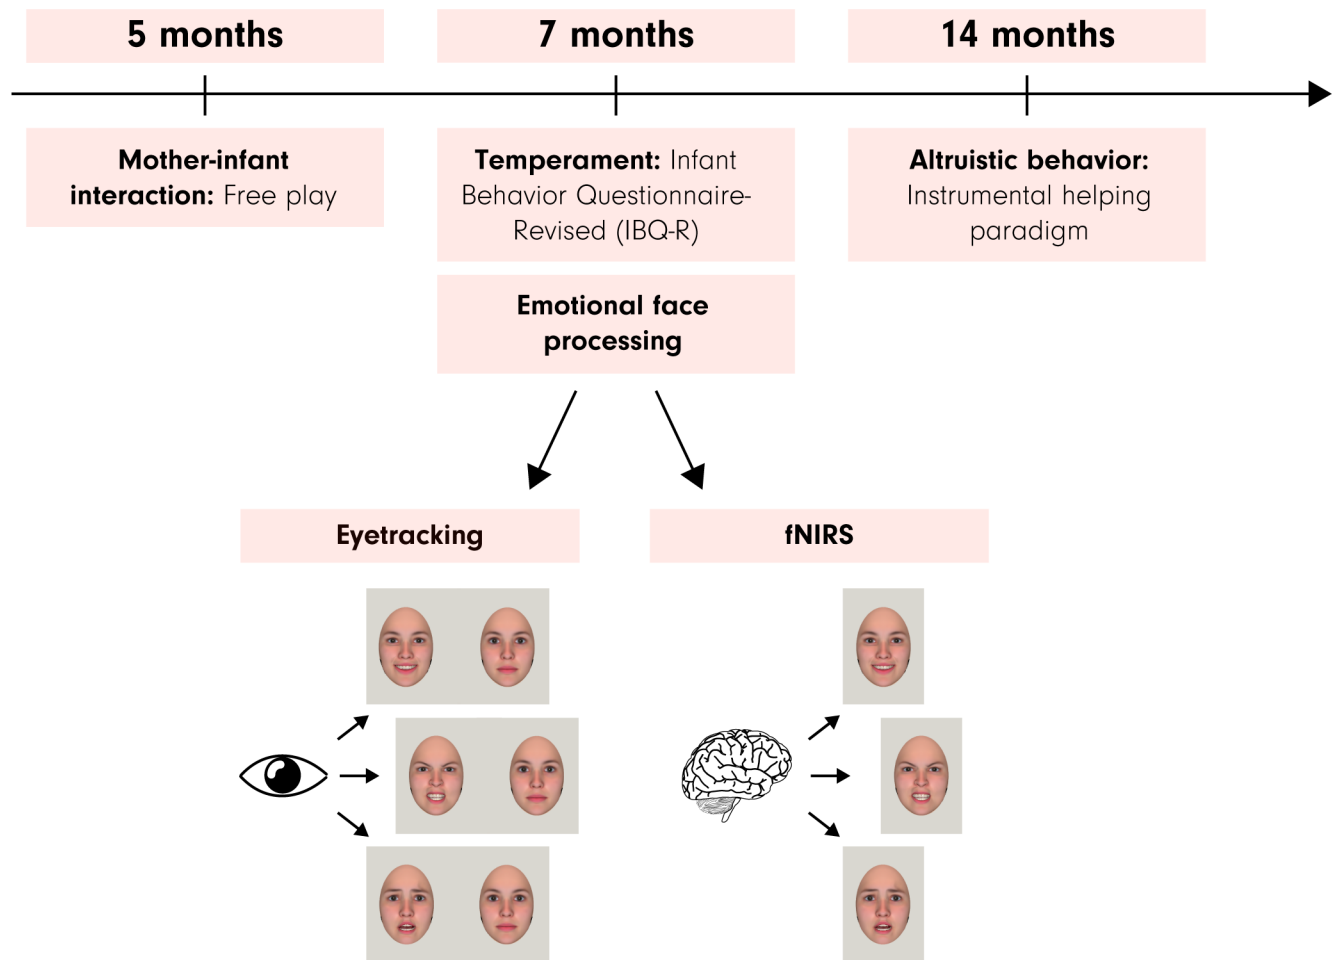 5 months
7 months
14 months
Mother-infant
interaction: Free play
Temperament: Infant
Behavior Questionnaire-
Revised (IBQ-R)
Altruistic behavior:
Instrumental helping
paradigm
Emotional face
processing
Eyetracking
fNIRS